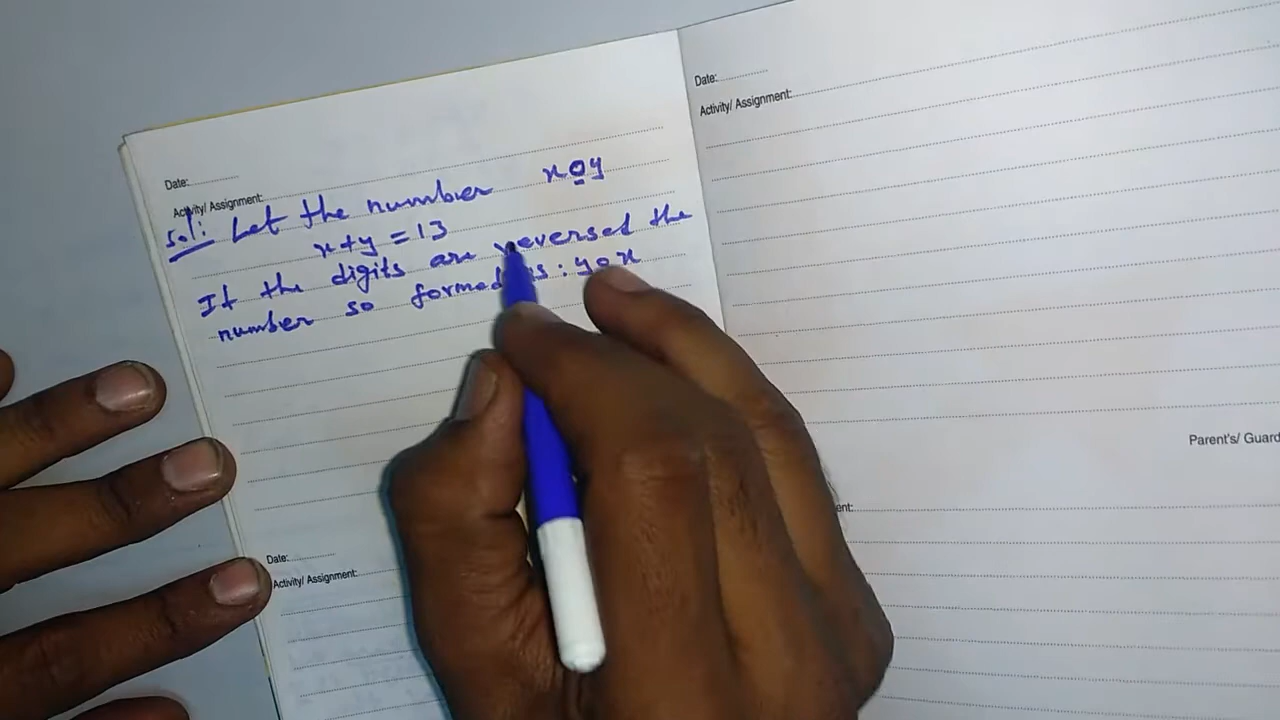 Date:
Activity/ Assignment:
Sol: Let the number x0y
x+y = 13
If the digits are reversed the
number so formed is : y0x
Date:
Activity/ Assignment:
Date:
Activity/ Assignment:
Parent's/ Guard
ent: